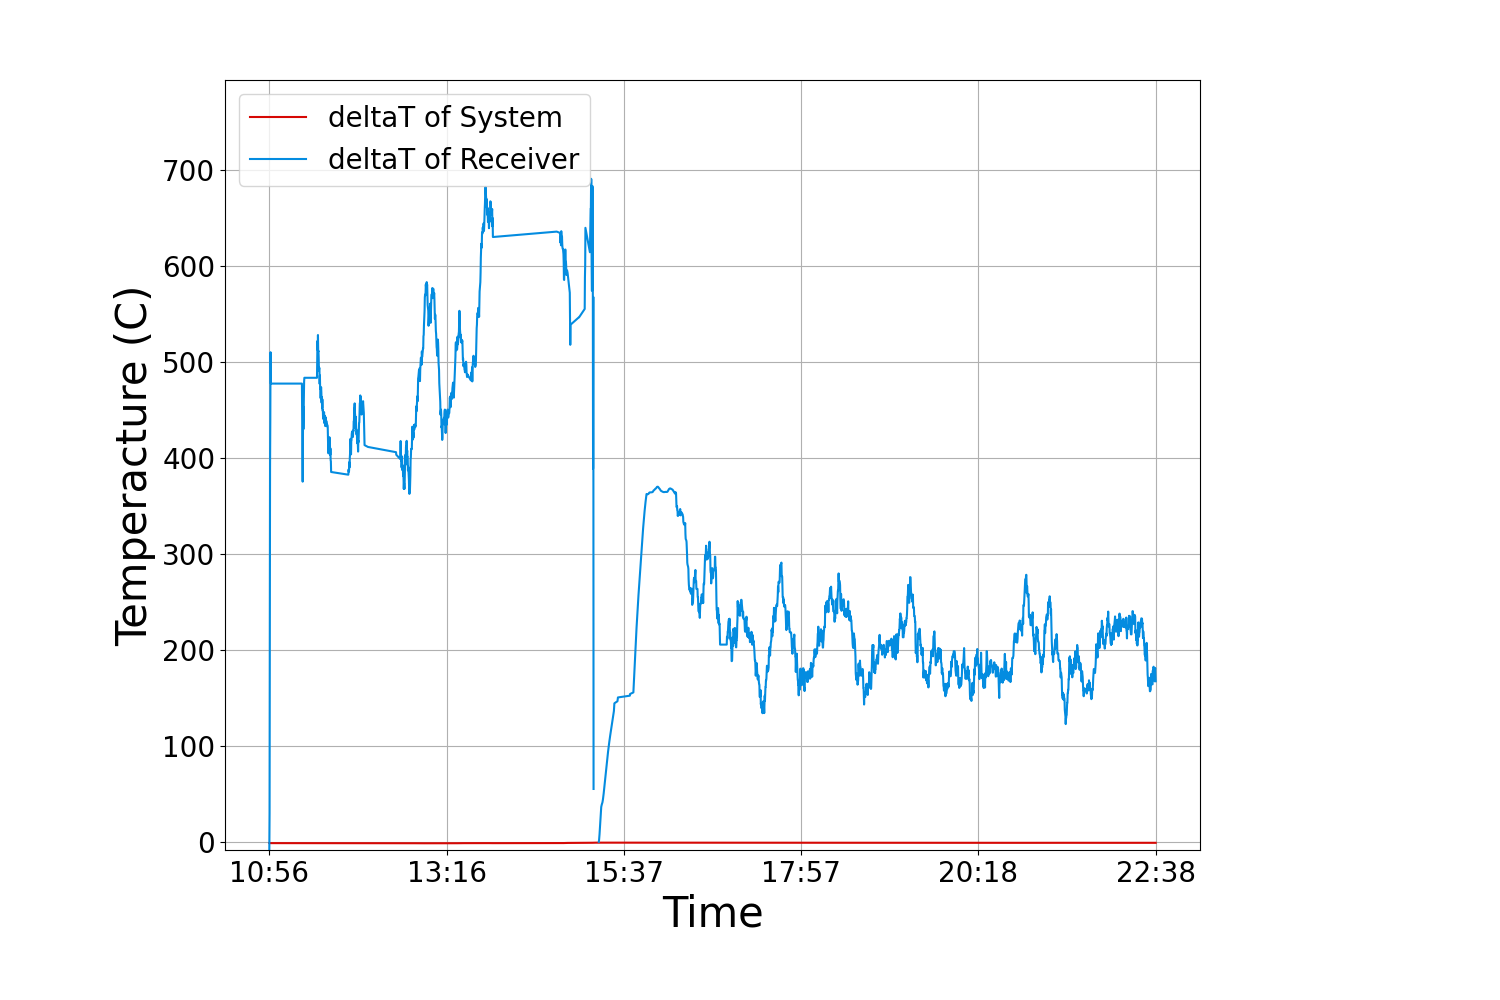 deltaT of System
deltaT of Receiver
700
600
500
400
300
200
100
0
Temperacture (C)
10:56 13:16 15:37 17:57 20:18 22:38
Time